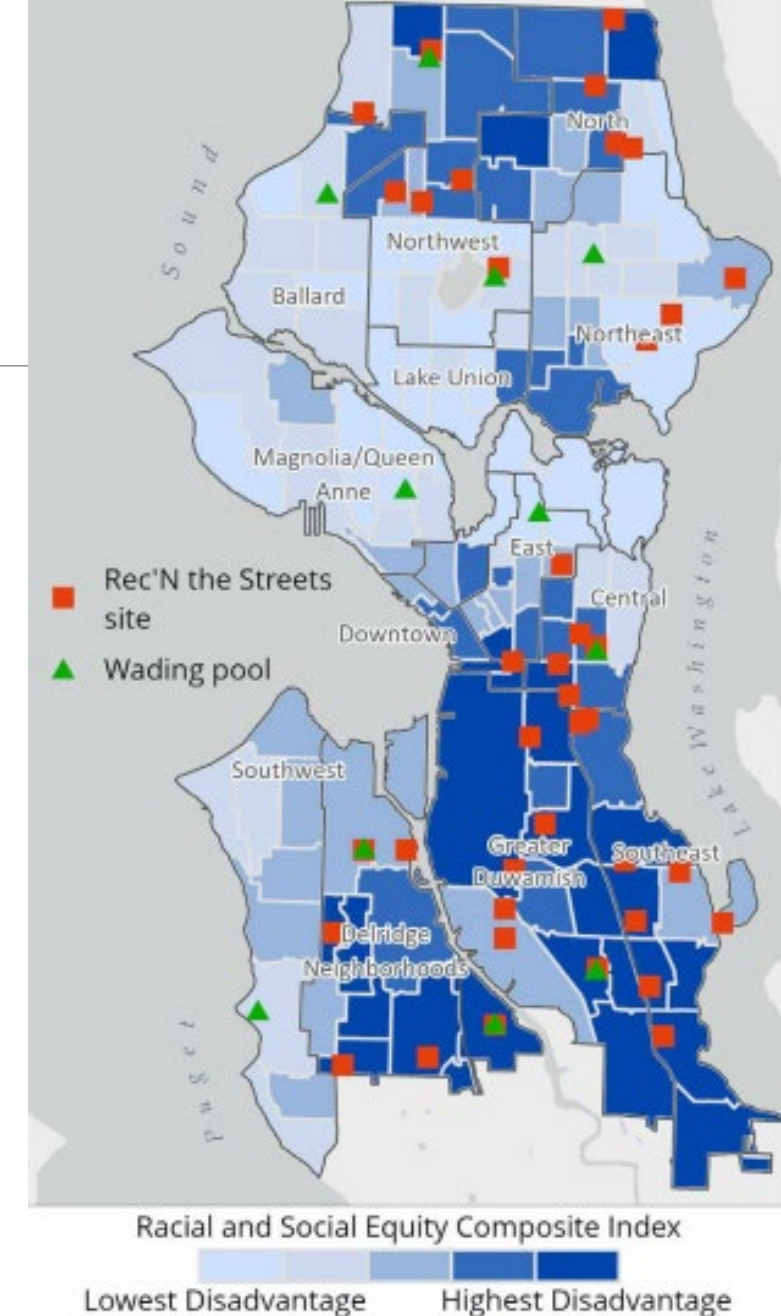 North
Sound
Northwest
Ballard
Northeast
Lake Union
Magnolia/Queen
Anne
East
Rec'N the Streets
site
Central
Downtown
Wading pool
Lake Washington
Southwest
Greater
Duwamish
Southeast
Delridge
Neighborhoods
Puget
Racial and Social Equity Composite Index
Lowest Disadvantage
Highest Disadvantage